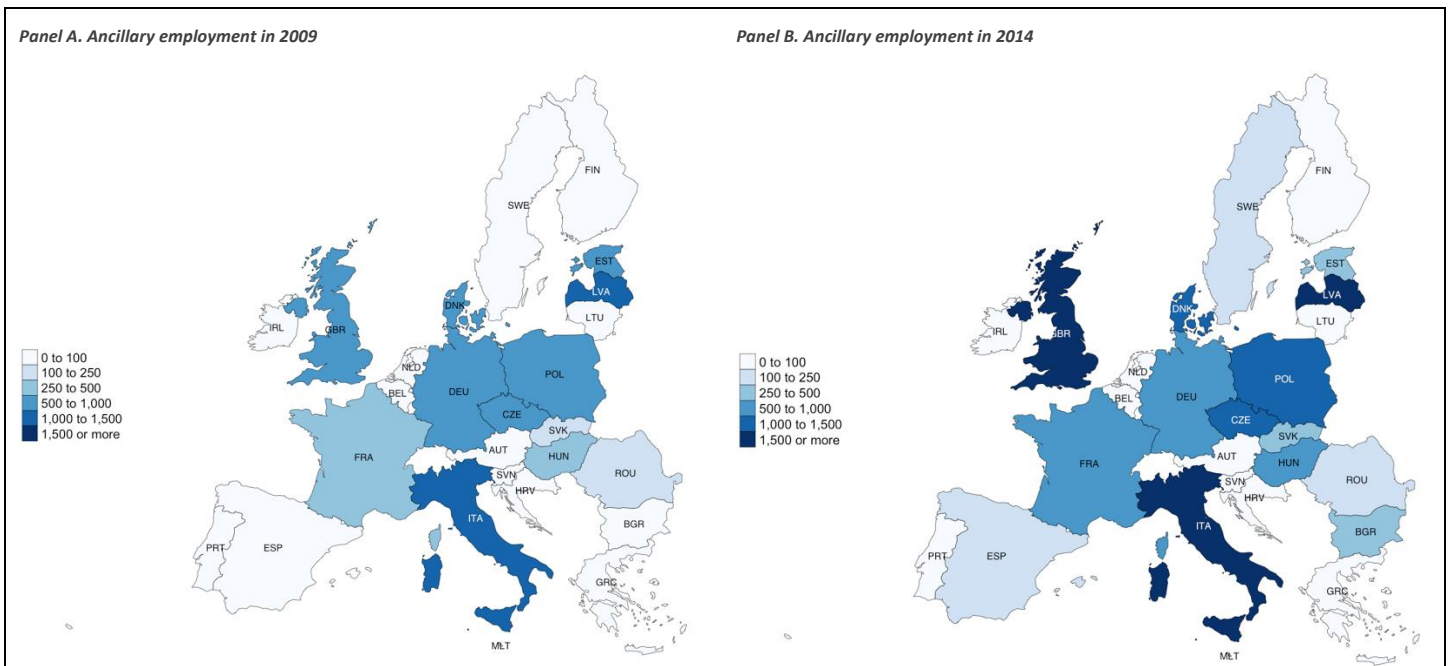 Panel A. Ancillary employment in 2009
FIN
SWE
EST
LVA
LTU
DNK
IRL
GBR
NLD
BEL
DEU
POL
CZE
SVK
FRA
AUT
HUN
SVN
HRV
ROU
ITA
BGR
PRT
ESP
GRC
MLT
0 to 100
100 to 250
250 to 500
500 to 1,000
1,000 to 1,500
1,500 or more
Panel B. Ancillary employment in 2014
FIN
SWE
EST
LVA
LTU
DNK
IRL
GBR
NLD
BEL
DEU
POL
CZE
SVK
FRA
AUT
HUN
SVN
HRV
ROU
ITA
BGR
PRT
ESP
GRC
MLT
0 to 100
100 to 250
250 to 500
500 to 1,000
1,000 to 1,500
1,500 or more